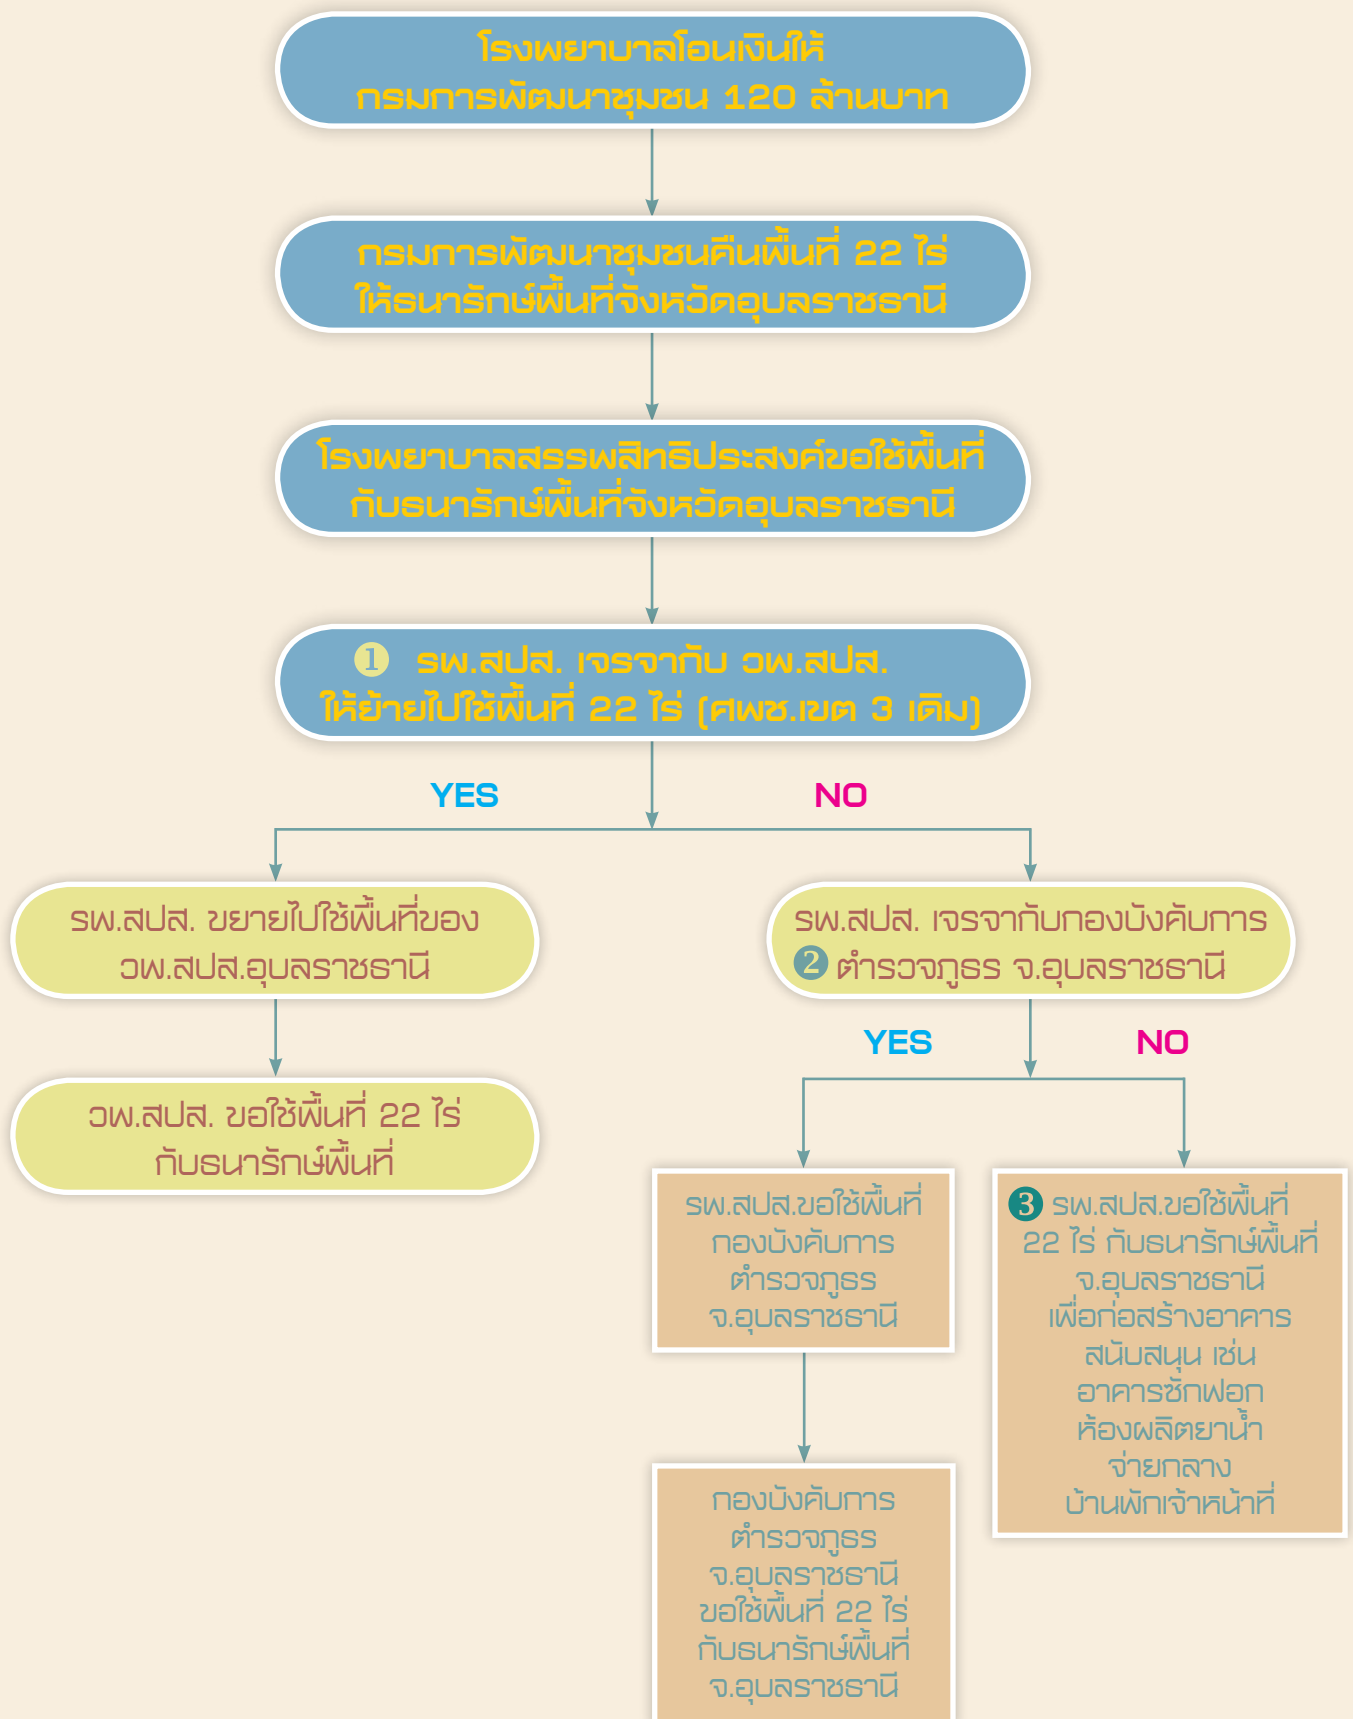 โรงพยาบาลโอนเงินให้
กรมการพัฒนาชุมชน 120 ล้านบาท
กรมการพัฒนาชุมชนคืนพื้นที่ 22 ไร่
ให้ธนารักษ์พื้นที่จังหวัดอุบลราชธานี
โรงพยาบาลสรรพสิทธิประสงค์ขอใช้พื้นที่
กับธนารักษ์พื้นที่จังหวัดอุบลราชธานี
1 รพ.สปส. เจรจากับ วพ.สปส.
ให้ย้ายไปใช้พื้นที่ 22 ไร่ (ศพช.เขต 3 เดิม)
YES
NO
รพ.สปส. ขยายไปใช้พื้นที่ของ
วพ.สปส.อุบลราชธานี
วพ.สปส. ขอใช้พื้นที่ 22 ไร่
กับธนารักษ์พื้นที่
รพ.สปส. เจรจากับกองบังคับการ
2 ตำรวจภูธร จ.อุบลราชธานี
YES
NO
รพ.สปส.ขอใช้พื้นที่
กองบังคับการ
ตำรวจภูธร
จ.อุบลราชธานี
กองบังคับการ
ตำรวจภูธร
จ.อุบลราชธานี
ขอใช้พื้นที่ 22 ไร่
กับธนารักษ์พื้นที่
จ.อุบลราชธานี
3 รพ.สปส.ขอใช้พื้นที่
22 ไร่ กับธนารักษ์พื้นที่
จ.อุบลราชธานี
เพื่อก่อสร้างอาคาร
สนับสนุน เช่น
อาคารซักฟอก
ห้องผลิตยาน้ำ
จ่ายกลาง
บ้านพักเจ้าหน้าที่